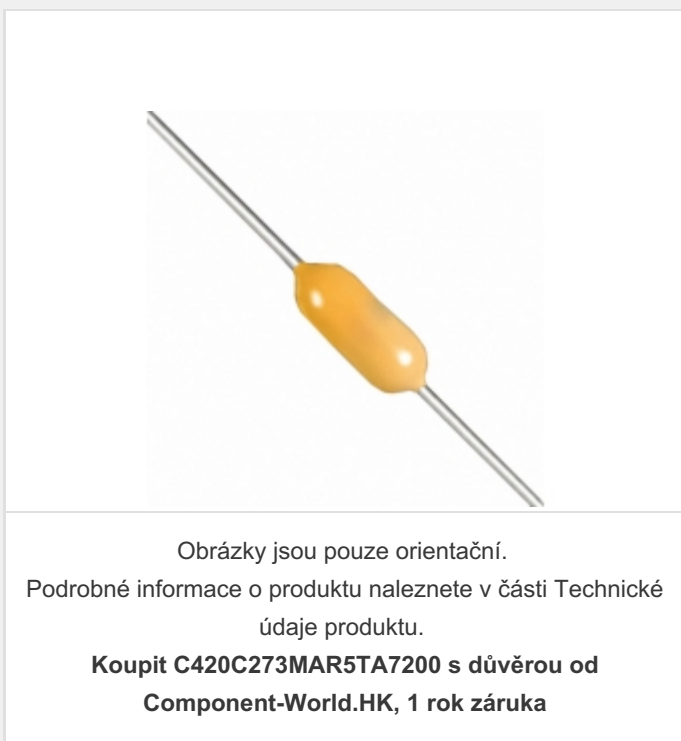 Obrázky jsou pouze orientační.
Podrobné informace o produktu naleznete v části Technické
údaje produktu.
Koupit C420C273MAR5TA7200 s důvěrou od
Component-World.HK, 1 rok záruka